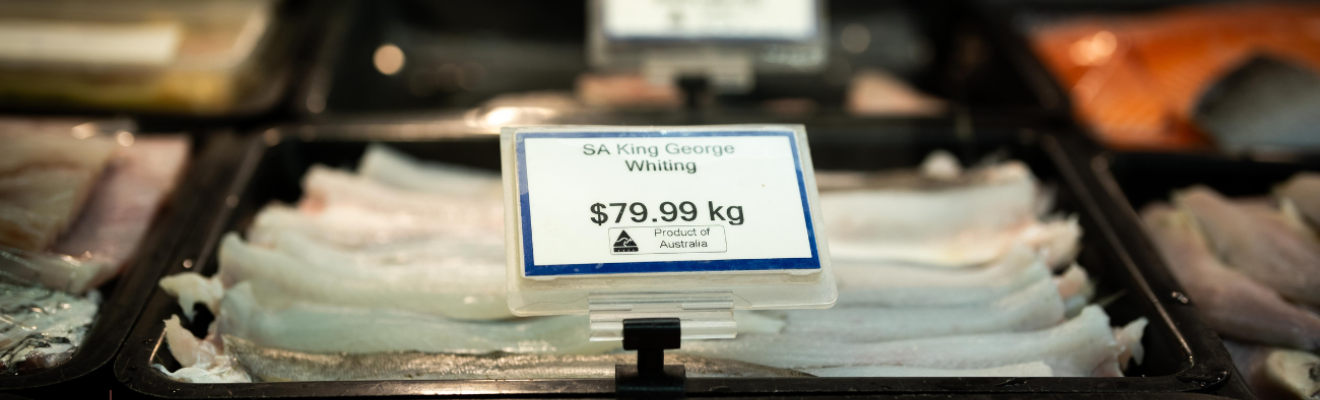 SA King George
Whiting
$79.99 kg
Product of
Australia